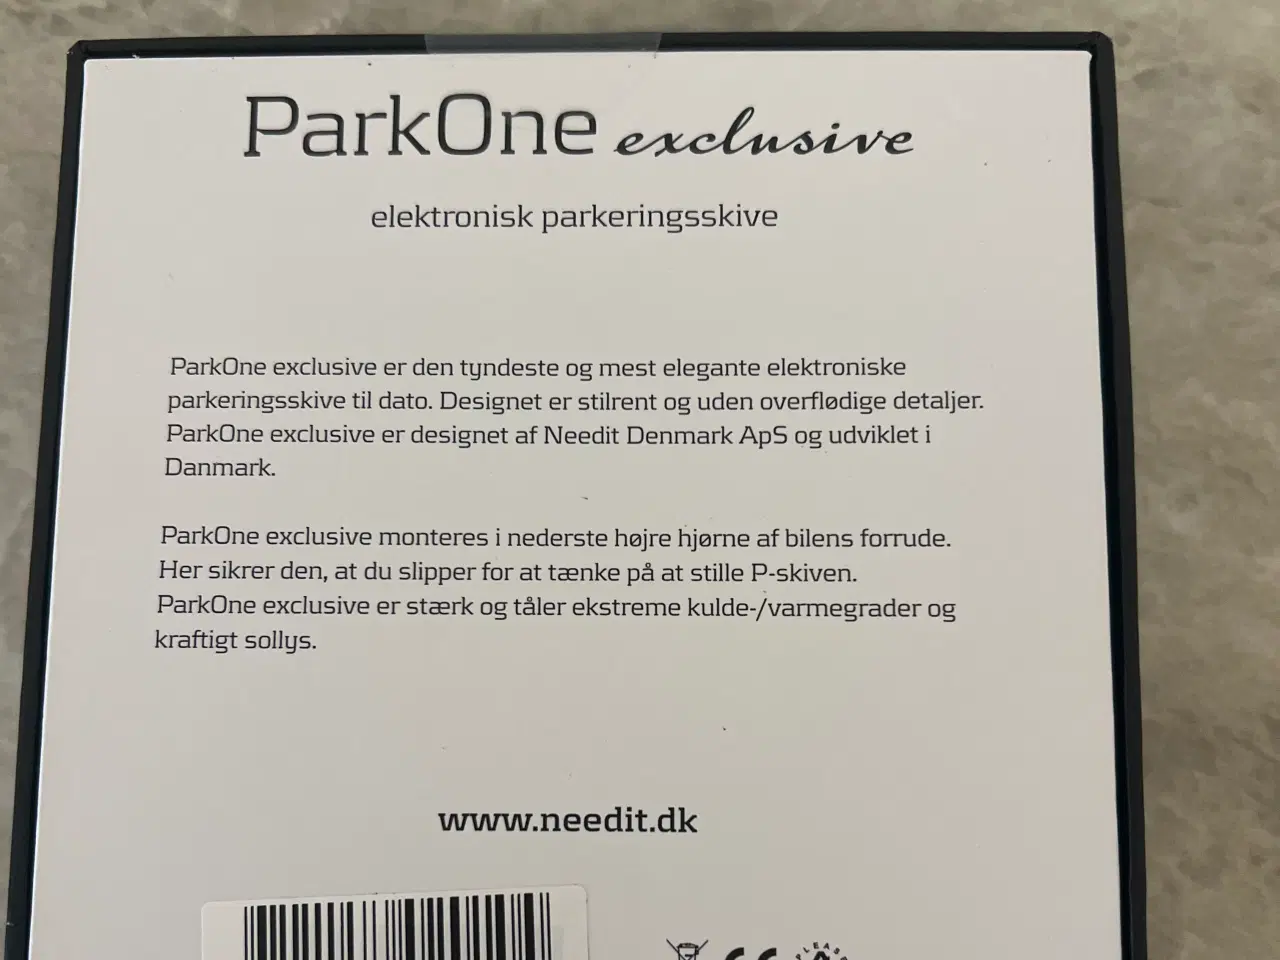 ParkOne exclusive
elektronisk parkeringsskive
ParkOne exclusive er den tyndeste og mest elegante elektroniske
parkeringsskive til dato. Designet er stilrent og uden overflødige detaljer.
ParkOne exclusive er designet af Needit Denmark ApS og udviklet i
Danmark.
ParkOne exclusive monteres i nederste højre hjørne af bilens forrude.
Her sikrer den, at du slipper for at tænke på at stille P-skiven.
ParkOne exclusive er stærk og tåler ekstreme kulde-/varmegrader og
kraftigt sollys.
www.needit.dk